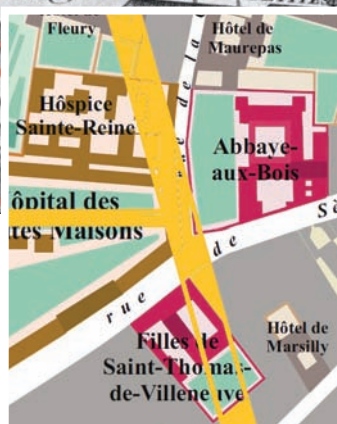 Fleury
Hôtel de
Maurepas
Hôspice
Sainte-Reine
rue de la
Abbaye-
aux-Bois
ôpital des
tes Maisons
rue de Sè
Filles de
Saint-Thomas-
de-Villeneuve
Hôtel de
Marsilly